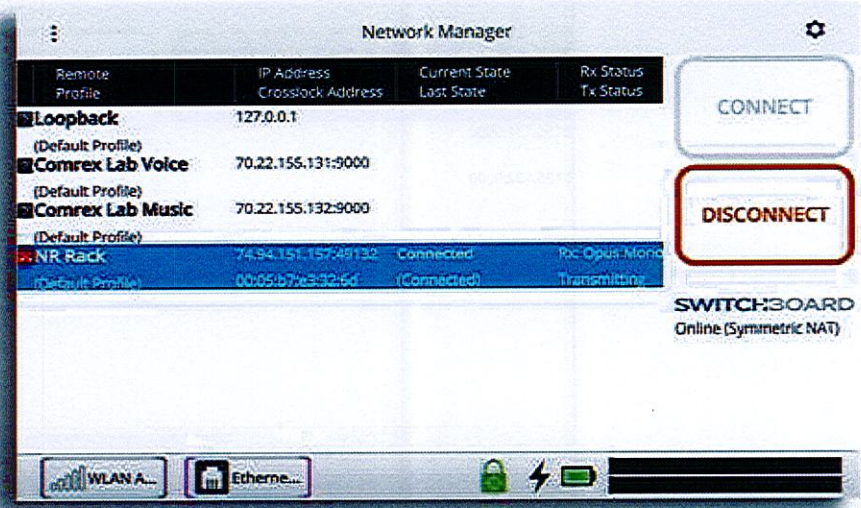 Network Manager
Remote IP Address Current State Rx Status
Profile Crosslock Address Last State Tx Status
CONNECT
Loopback 127.0.0.1
(Default Profile)
Comrex Lab Voice 70.22.155.131:9000
(Default Profile)
Comrex Lab Music 70.22.155.132:9000
(Default Profile)
DISCONNECT
NR Rack 74.94.151.157:49132 Connected Rx: Opus Mono
(Default Profile) 00:05:b7:e3:32:6d (Connected) Transmitting
SWITCHBOARD
Online (Symmetric NAT)
WLAN A... Etherne...